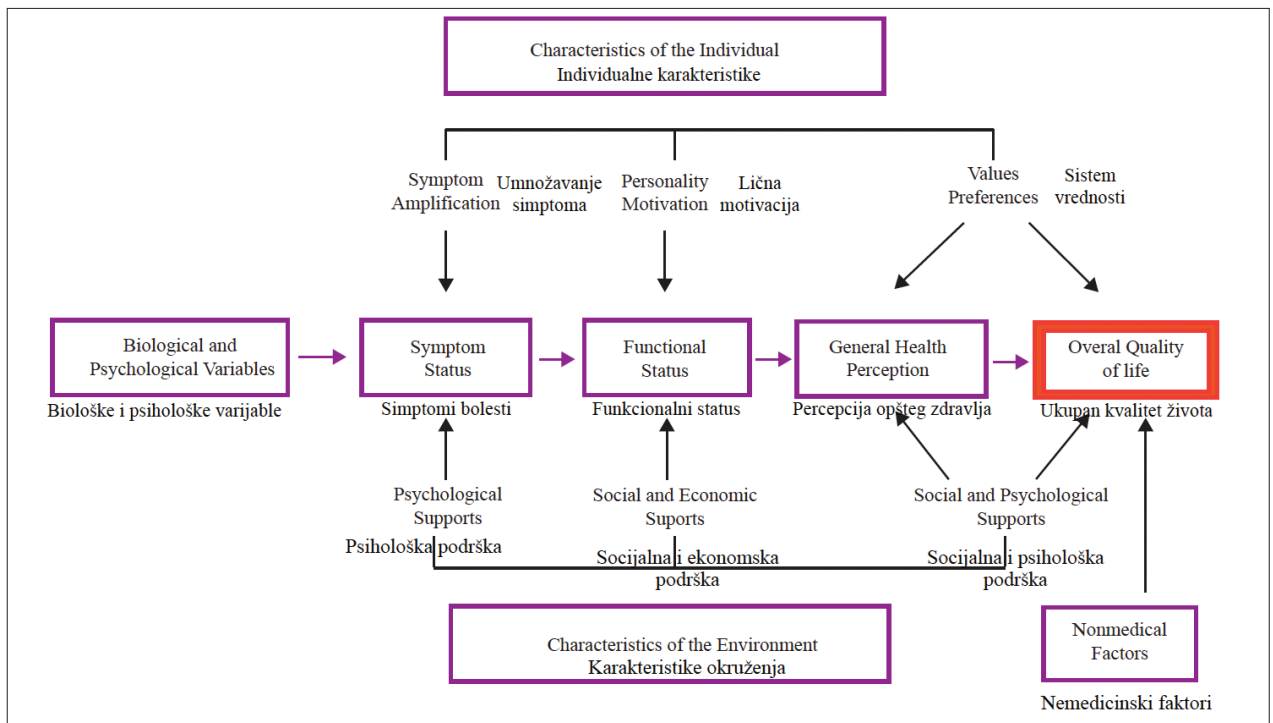 Characteristics of the Individual
Individualne karakteristike
Symptom
Amplification
Umnožavanje
simptoma
Personality
Motivation
Lična
motivacija
Values
Preferences
Sistem
vrednosti
Biological and
Psychological Variables
Biološke i psihološke varijable
Symptom
Status
Simptomi bolesti
Functional
Status
Funkcionalni status
General Health
Perception
Percepcija opšteg zdravlja
Overal Quality
of life
Ukupan kvalitet života
Psychological
Supports
Psihološka podrška
Social and Economic
Suports
Socijalna i ekonomska
podrška
Social and Psychological
Supports
Socijalna i psihološka
podrška
Characteristics of the Environment
Karakteristike okruženja
Nonmedical
Factors
Nemedicinski faktori